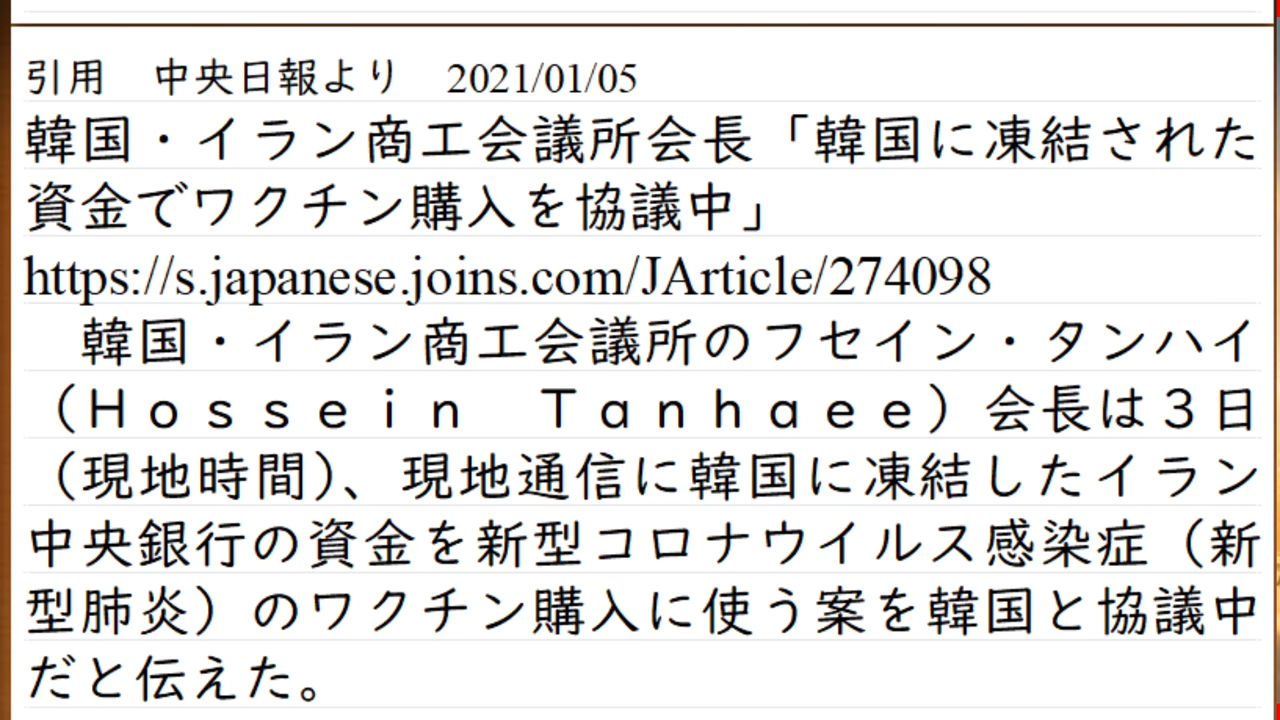 引用　中央日報より　2021/01/05
韓国・イラン商工会議所会長「韓国に凍結された
資金でワクチン購入を協議中」
https://s.japanese.joins.com/JArticle/274098
　韓国・イラン商工会議所のフセイン・タンハイ
（Ｈｏｓｓｅｉｎ　Ｔａｎｈａｅｅ）会長は３日
（現地時間）、現地通信に韓国に凍結したイラン
中央銀行の資金を新型コロナウイルス感染症（新
型肺炎）のワクチン購入に使う案を韓国と協議中
だと伝えた。